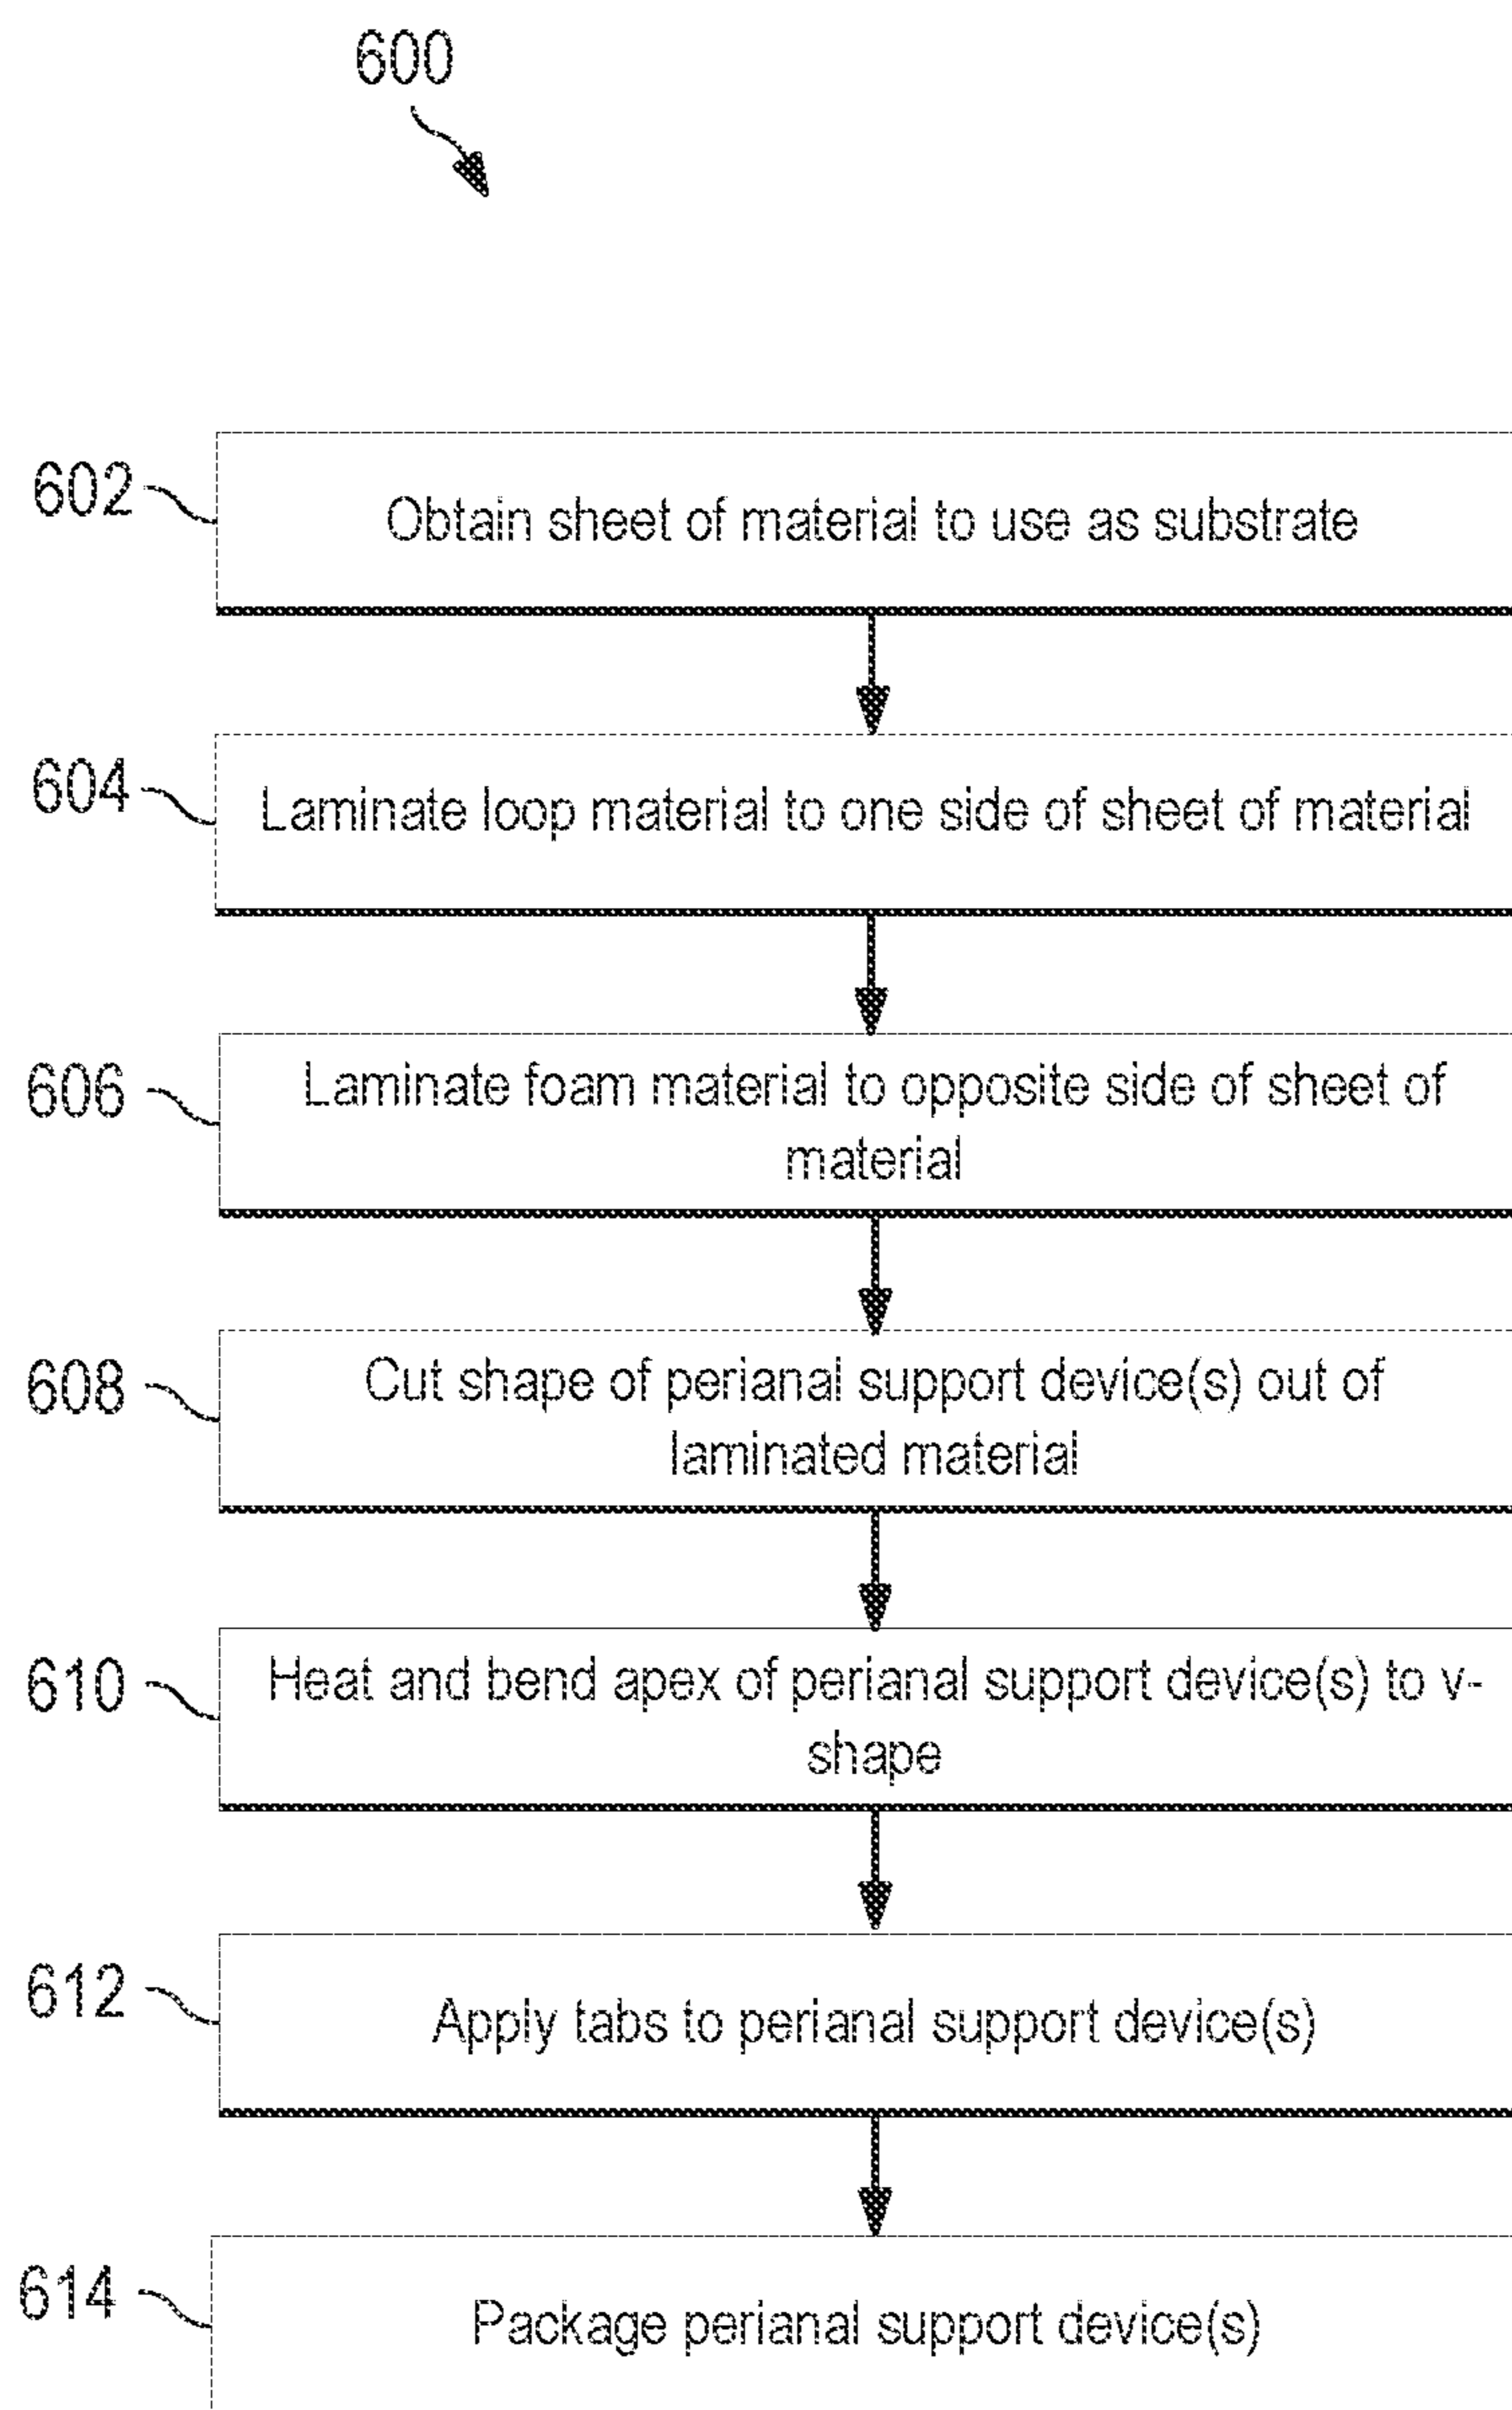 600
602
Obtain sheet of material to use as substrate
604
Laminate loop material to one side of sheet of material
606
Laminate foam material to opposite side of sheet of
material
608
Cut shape of perianal support device(s) out of
laminated material
610
Heat and bend apex of perianal support device(s) to v-
shape
612
Apply tabs to perianal support device(s)
614
Package perianal support device(s)